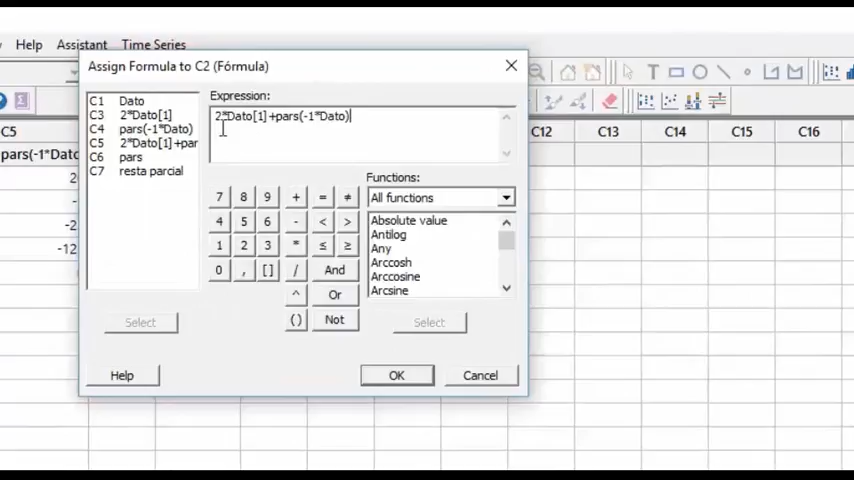 Help Assistant Time Series
Assign Formula to C2 (Fórmula)
C1 Dato
C3 2*Dato[1]
C4 pars(-1*Dato)
C5 2*Dato[1]+par
C6 pars
C7 resta parcial
Expression:
2*Dato[1]+pars(-1*Dato)
Functions:
All functions
Absolute value
Antilog
Any
Arccosh
Arccosine
Arcsine
7 8 9 + = ≠
4 5 6 - < >
1 2 3 * ≤ ≥
0 , [] / And
^ Or
() Not
Select
Select
Help
OK
Cancel
C5 C12 C13 C14 C15 C16
pars(-1*Dato
2
-
-2
-12